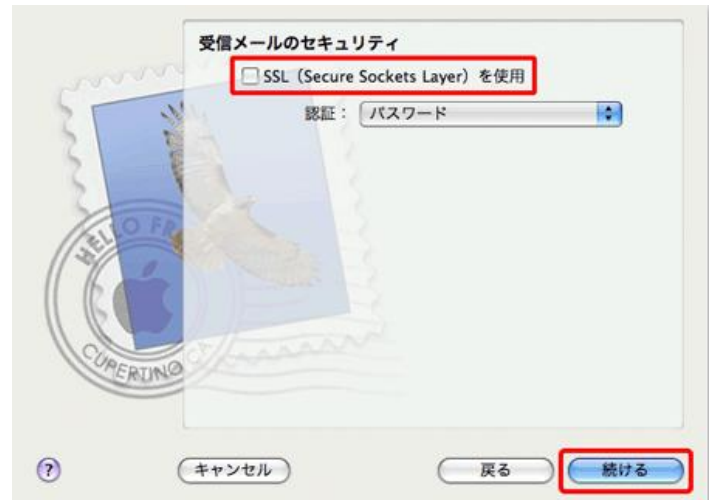 受信メールのセキュリティ
SSL（Secure Sockets Layer）を使用
認証： パスワード
HELLO FR
CUPERTINO CA
?
キャンセル 戻る 続ける